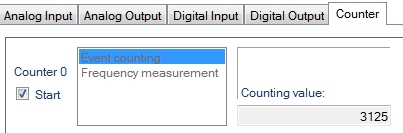 Analog Input Analog Output Digital Input Digital Output Counter
Event counting
Counter 0 Frequency measurement
Start
Counting value:
3125